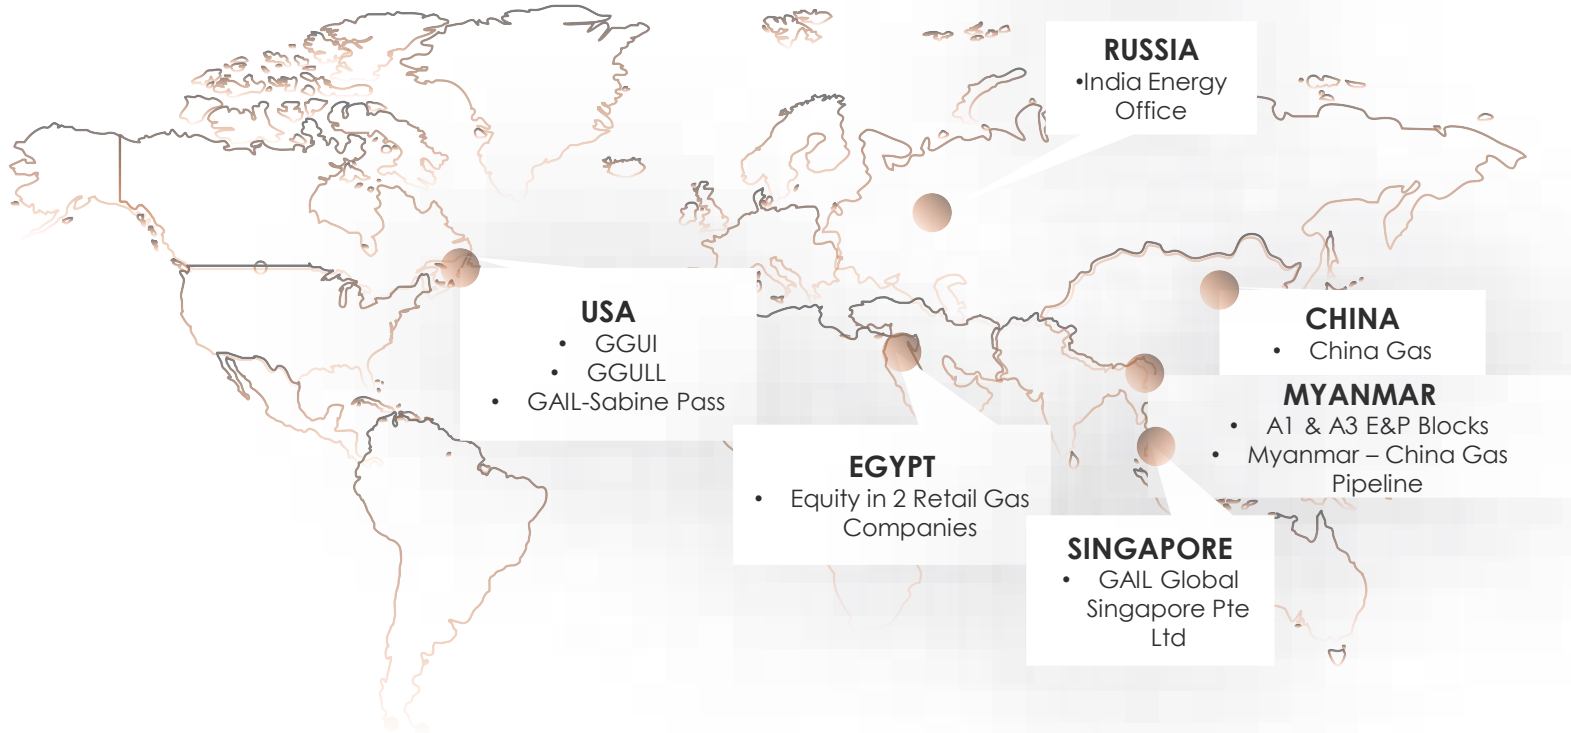 RUSSIA
•India Energy
Office
USA
• GGUI
• GGULL
• GAIL-Sabine Pass
CHINA
• China Gas
MYANMAR
• A1 & A3 E&P Blocks
• Myanmar – China Gas
Pipeline
EGYPT
• Equity in 2 Retail Gas
Companies
SINGAPORE
• GAIL Global
Singapore Pte
Ltd